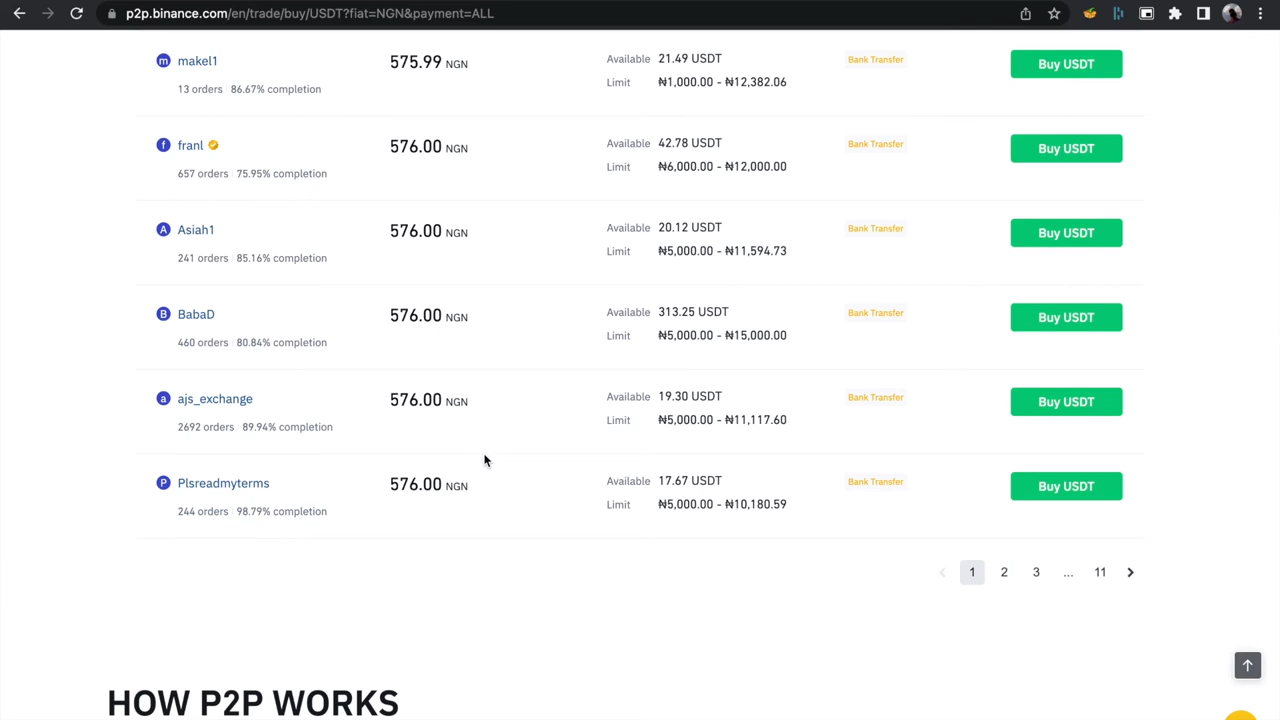 p2p.binance.com/en/trade/buy/USDT?fiat=NGN&payment=ALL
m makel1 575.99 NGN Available 21.49 USDT Bank Transfer Buy USDT
13 orders 86.67% completion Limit ₦1,000.00 - ₦12,382.06
f franl 576.00 NGN Available 42.78 USDT Bank Transfer Buy USDT
657 orders 75.95% completion Limit ₦6,000.00 - ₦12,000.00
A Asiah1 576.00 NGN Available 20.12 USDT Bank Transfer Buy USDT
241 orders 85.16% completion Limit ₦5,000.00 - ₦11,594.73
B BabaD 576.00 NGN Available 313.25 USDT Bank Transfer Buy USDT
460 orders 80.84% completion Limit ₦5,000.00 - ₦15,000.00
a ajs_exchange 576.00 NGN Available 19.30 USDT Bank Transfer Buy USDT
2692 orders 89.94% completion Limit ₦5,000.00 - ₦11,117.60
P Plsreadmyterms 576.00 NGN Available 17.67 USDT Bank Transfer Buy USDT
244 orders 98.79% completion Limit ₦5,000.00 - ₦10,180.59
1 2 3 ... 11
HOW P2P WORKS